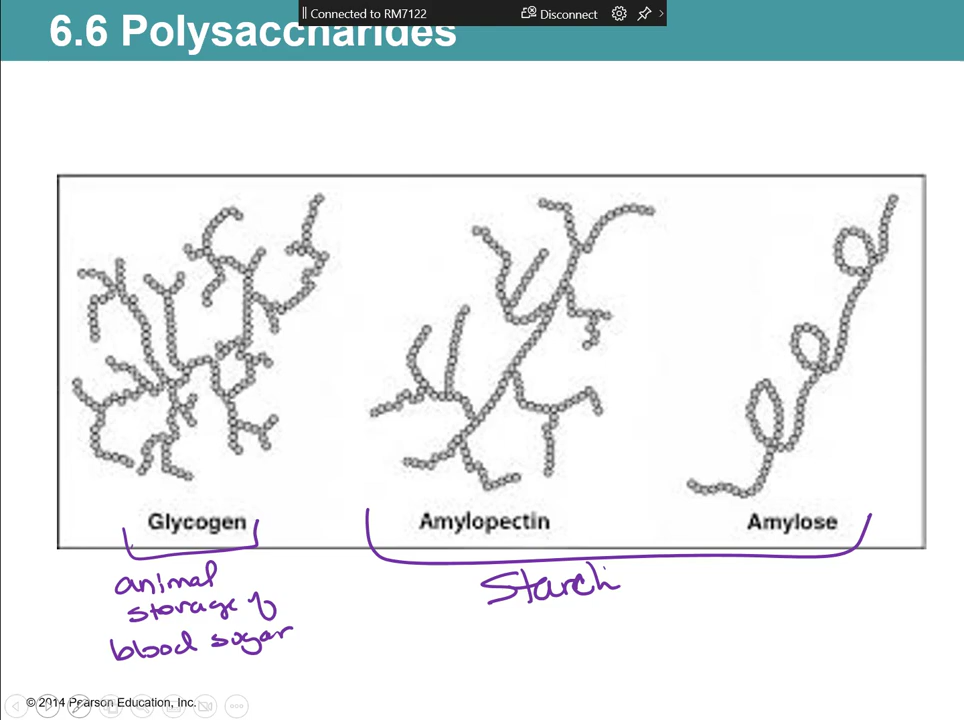 Connected to RM7122
Disconnect
6.6 Polysaccharides
Glycogen
Amylopectin
Amylose
animal
storage of
blood sugar
Starch
© 2014 Pearson Education, Inc.